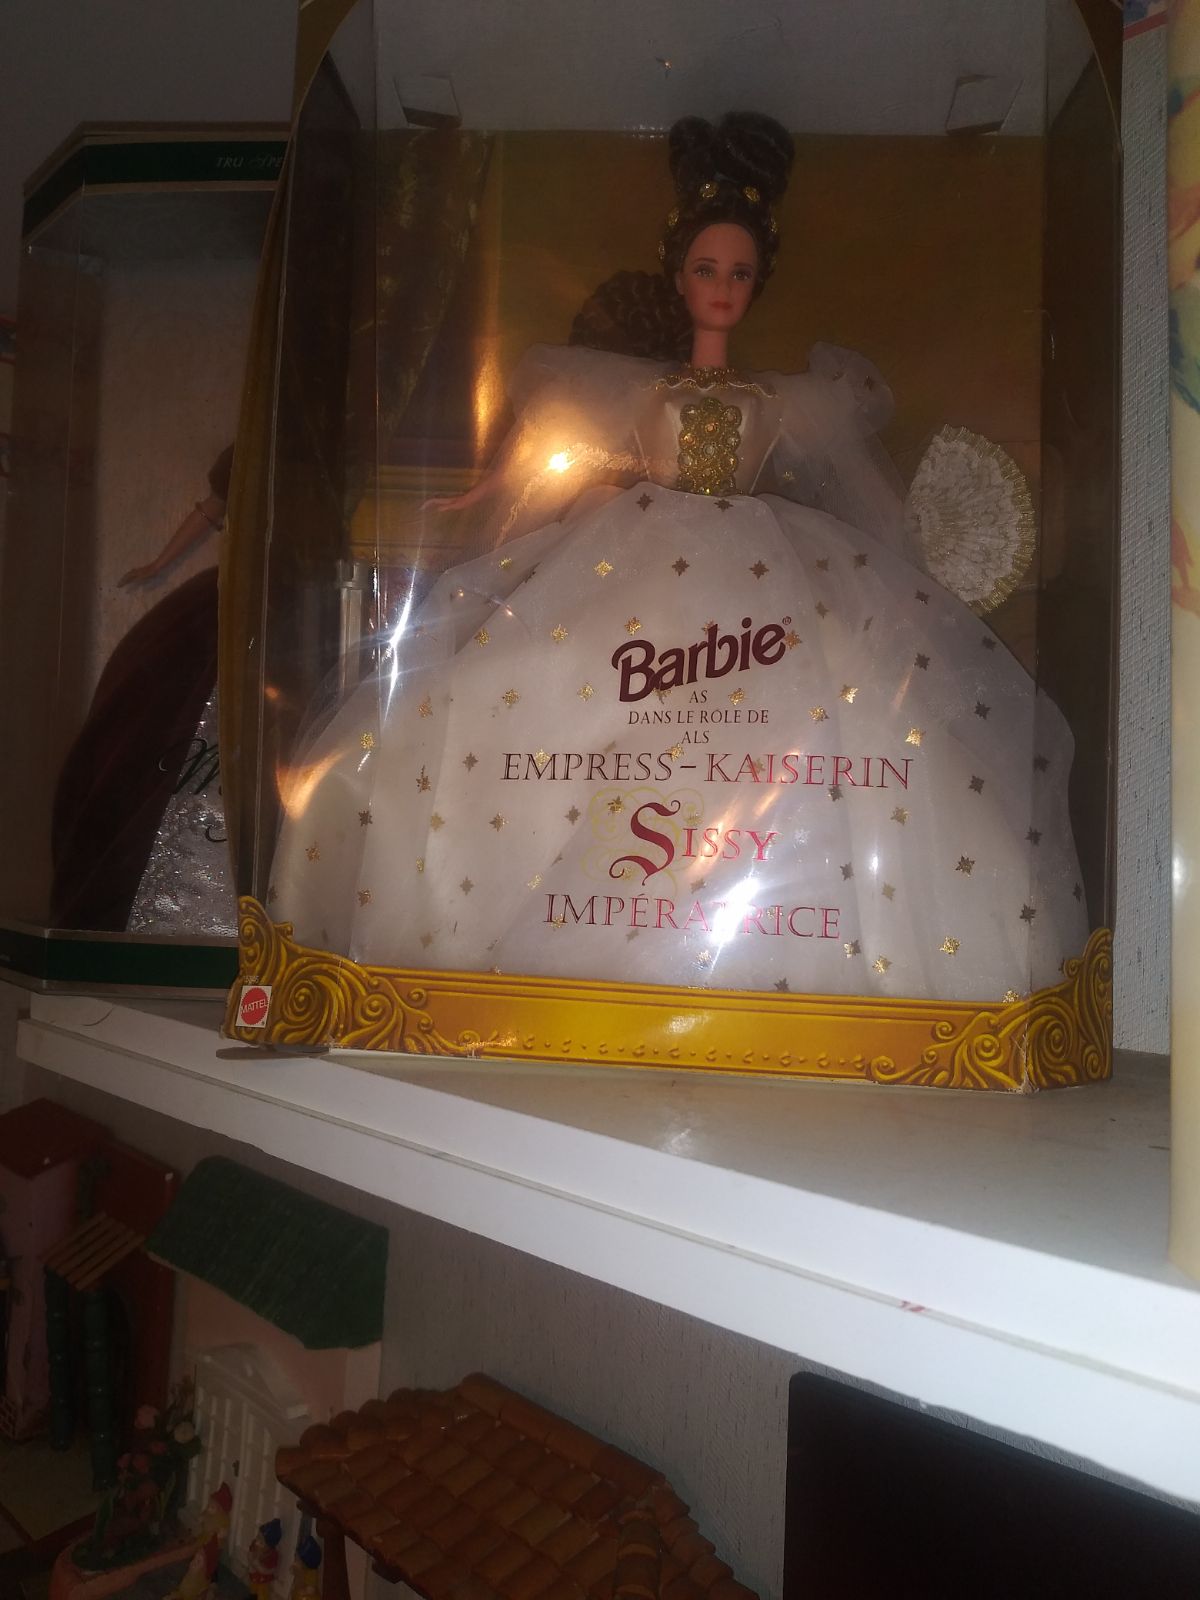 Barbie®
AS
DANS LE RÔLE DE
ALS
EMPRESS-KAISERIN
SISSY
IMPÉRATRICE
MATTEL